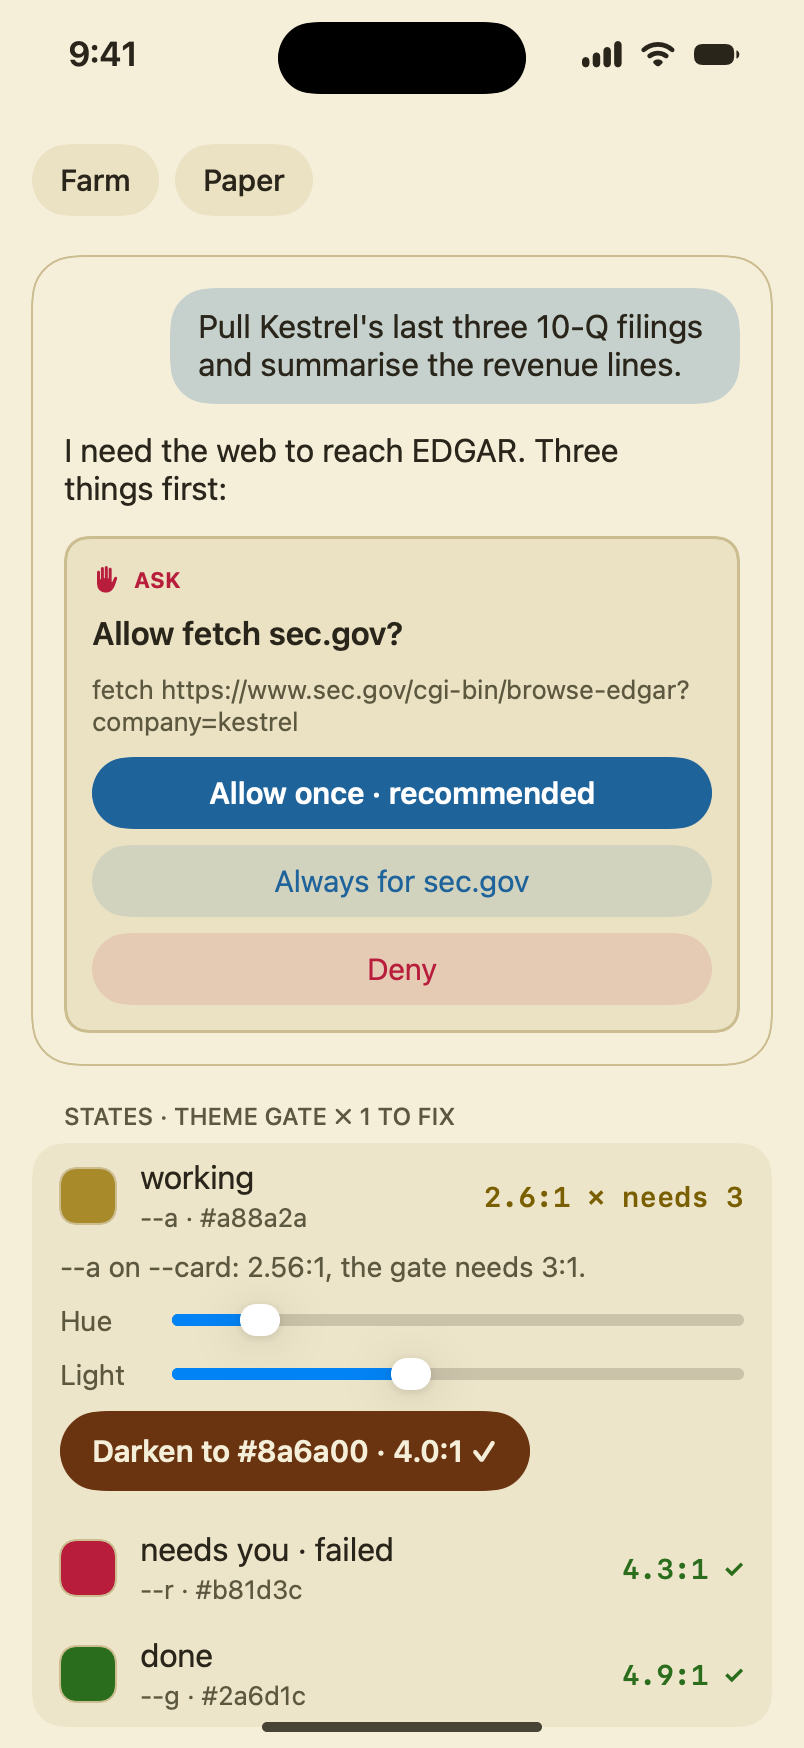 9:41
Farm
Paper
Pull Kestrel's last three 10-Q filings
and summarise the revenue lines.
I need the web to reach EDGAR. Three
things first:
ASK
Allow fetch sec.gov?
fetch https://www.sec.gov/cgi-bin/browse-edgar?
company=kestrel
Allow once · recommended
Always for sec.gov
Deny
STATES · THEME GATE ✕ 1 TO FIX
working
--a · #a88a2a
2.6:1 × needs 3
--a on --card: 2.56:1, the gate needs 3:1.
Hue
Light
Darken to #8a6a00 · 4.0:1 ✓
needs you · failed
--r · #b81d3c
4.3:1 ✓
done
--g · #2a6d1c
4.9:1 ✓